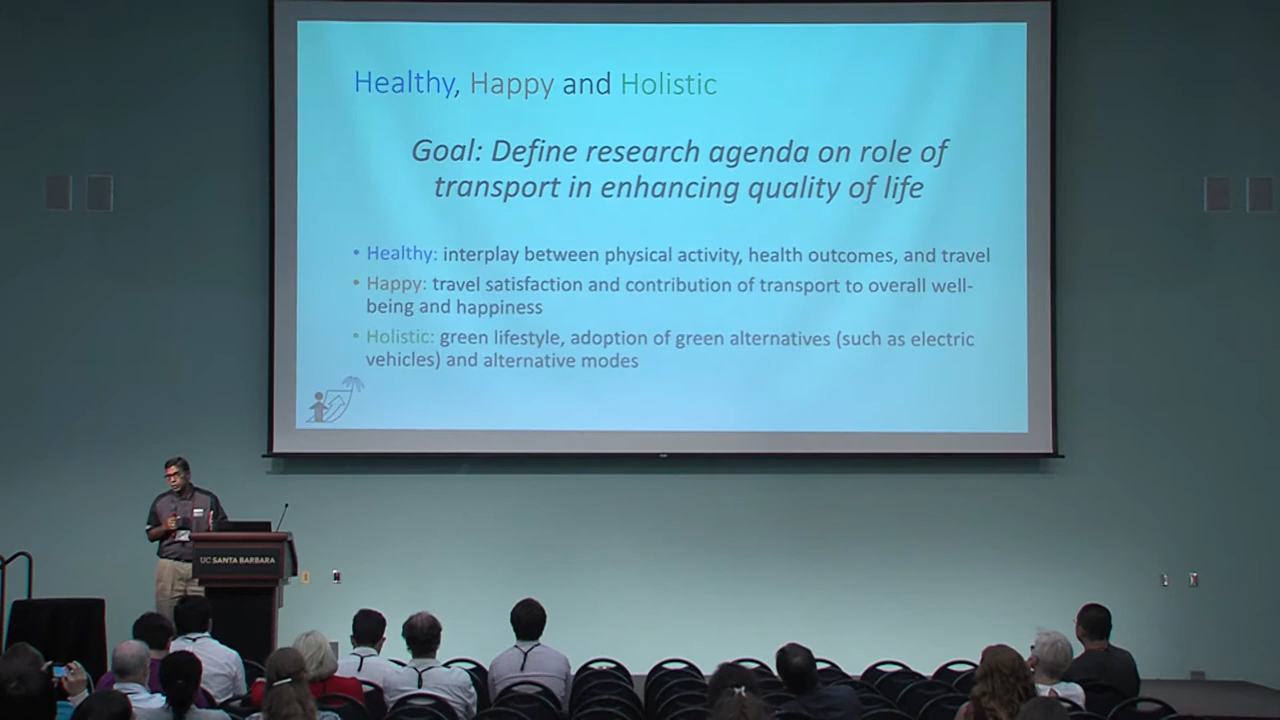 Healthy, Happy and Holistic
Goal: Define research agenda on role of
transport in enhancing quality of life
• Healthy: interplay between physical activity, health outcomes, and travel
• Happy: travel satisfaction and contribution of transport to overall well-
being and happiness
• Holistic: green lifestyle, adoption of green alternatives (such as electric
vehicles) and alternative modes
UC SANTA BARBARA